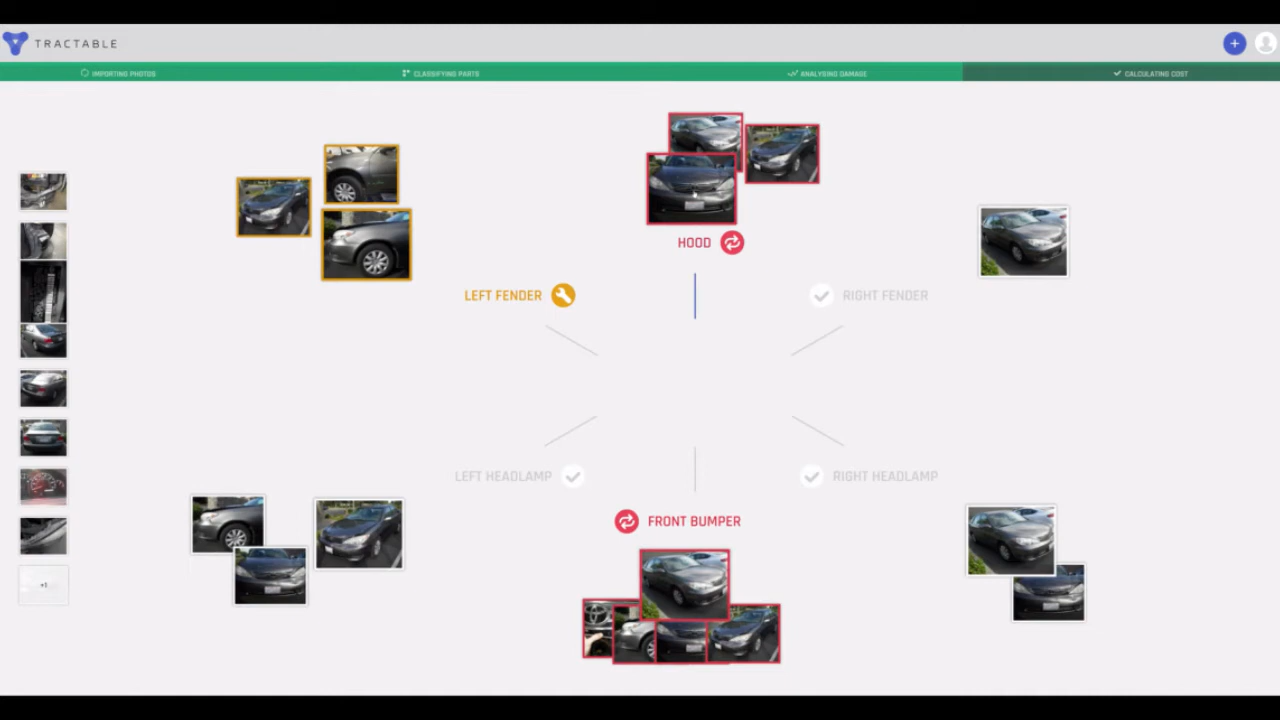 TRACTABLE
IMPORTING PHOTOS
CLASSIFYING PARTS
ANALYSING DAMAGE
CALCULATING COST
HOOD
LEFT FENDER
RIGHT FENDER
LEFT HEADLAMP
RIGHT HEADLAMP
FRONT BUMPER
+1